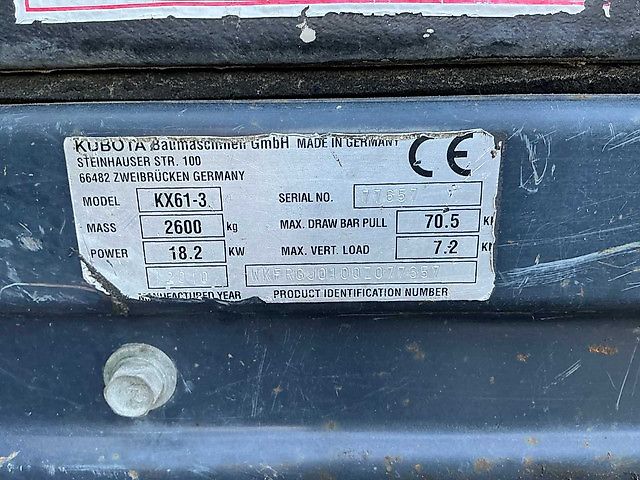 KUBOTA Baumaschinen GmbH MADE IN GERMANY CE
STEINHAUSER STR. 100
66482 ZWEIBRÜCKEN GERMANY
MODEL KX61-3 SERIAL NO. 77657
MASS 2600 kg MAX. DRAW BAR PULL 70.5
POWER 18.2 KW MAX. VERT. LOAD 7.2
MANUFACTURED YEAR PRODUCT IDENTIFICATION NUMBER